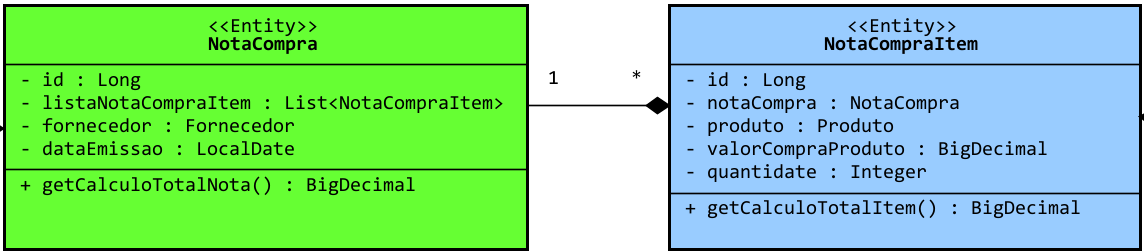 <<Entity>>
NotaCompra
- id : Long
- listaNotaCompraItem : List<NotaCompraItem>
- fornecedor : Fornecedor
- dataEmissao : LocalDate
+ getCalculoTotalNota() : BigDecimal
1
*
<<Entity>>
NotaCompraItem
- id : Long
- notaCompra : NotaCompra
- produto : Produto
- valorCompraProduto : BigDecimal
- quantidate : Integer
+ getCalculoTotalItem() : BigDecimal